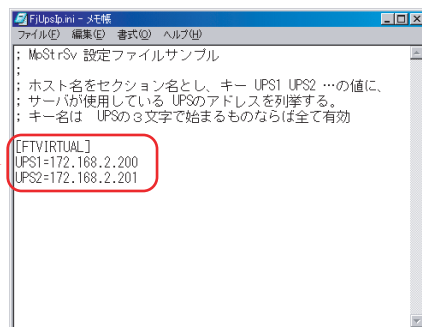 FjUpsIp.ini - メモ帳
ファイル(F) 編集(E) 書式(O) ヘルプ(H)
; MpStrSv 設定ファイルサンプル
;
; ホスト名をセクション名とし、キー UPS1 UPS2 …の値に、
; サーバが使用している UPSのアドレスを列挙する。
; キー名は UPSの3文字で始まるものならば全て有効
[FTVIRTUAL]
UPS1=172.168.2.200
UPS2=172.168.2.201